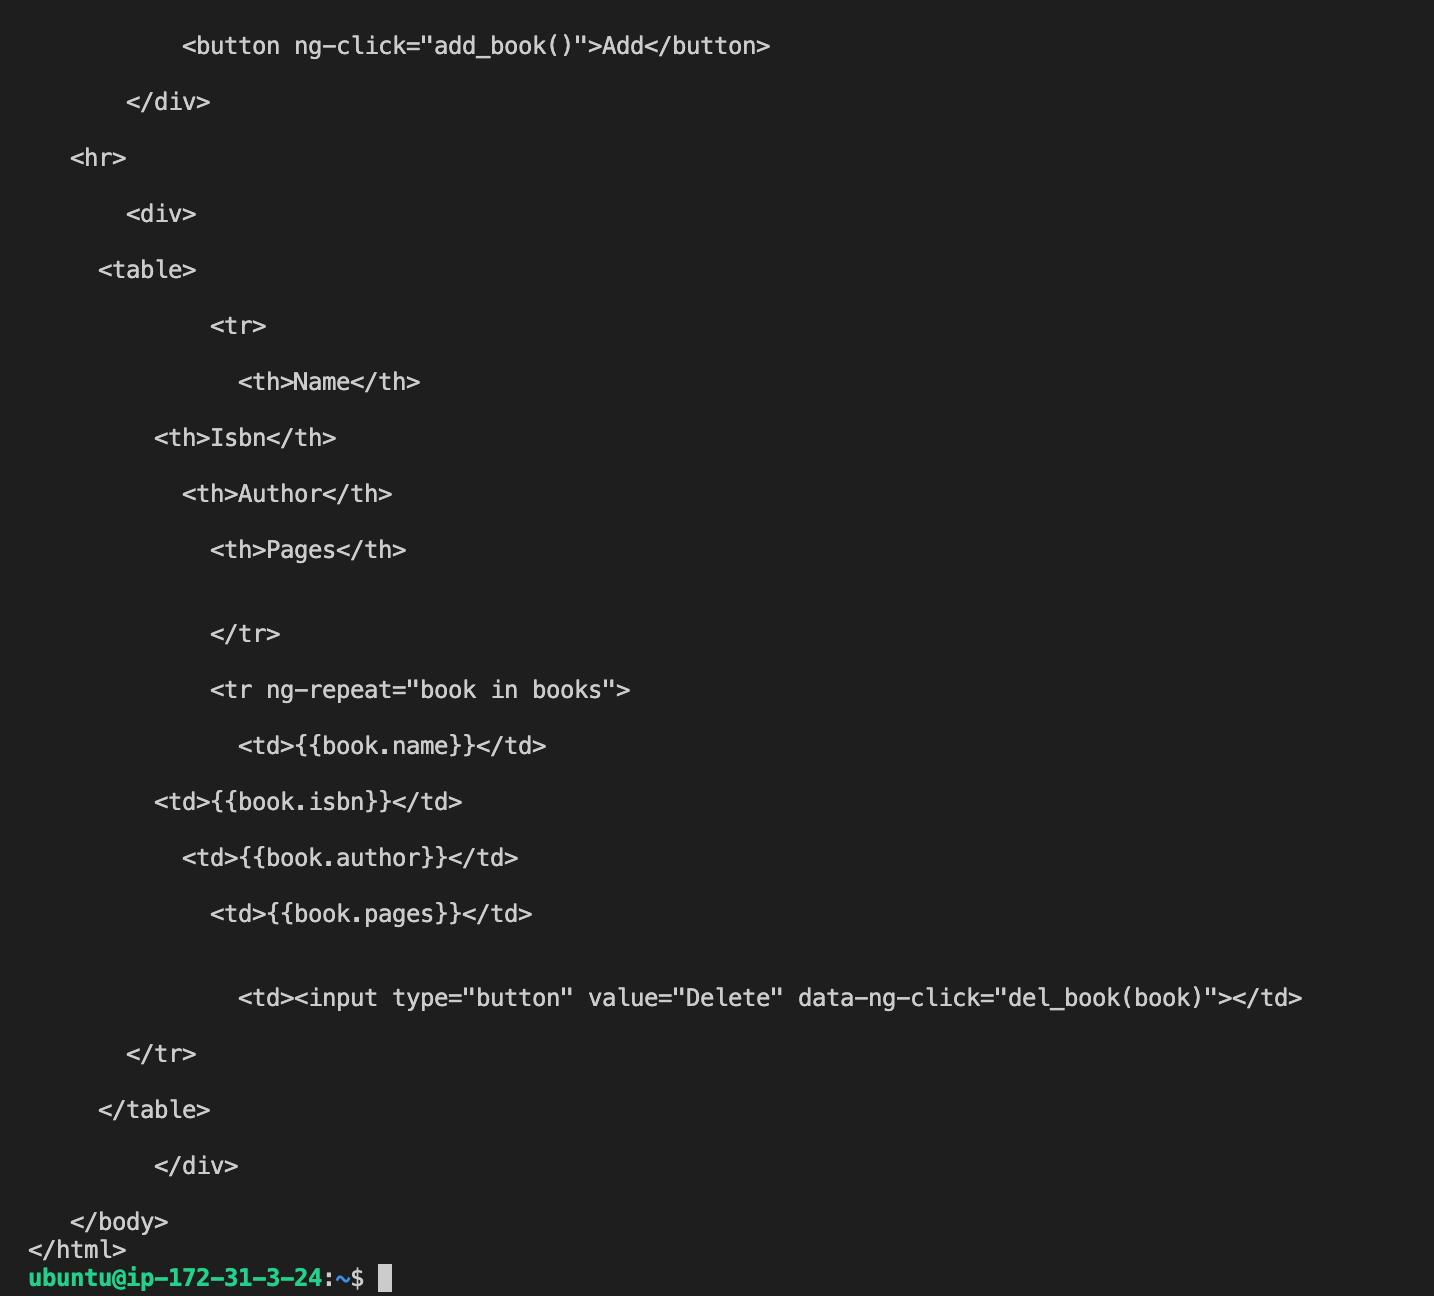 <button ng-click="add_book()">Add</button>
</div>
<hr>
<div>
<table>
<tr>
<th>Name</th>
<th>Isbn</th>
<th>Author</th>
<th>Pages</th>
</tr>
<tr ng-repeat="book in books">
<td>{{book.name}}</td>
<td>{{book.isbn}}</td>
<td>{{book.author}}</td>
<td>{{book.pages}}</td>
<td><input type="button" value="Delete" data-ng-click="del_book(book)"></td>
</tr>
</table>
</div>
</body>
</html>
ubuntu@ip-172-31-3-24:~$